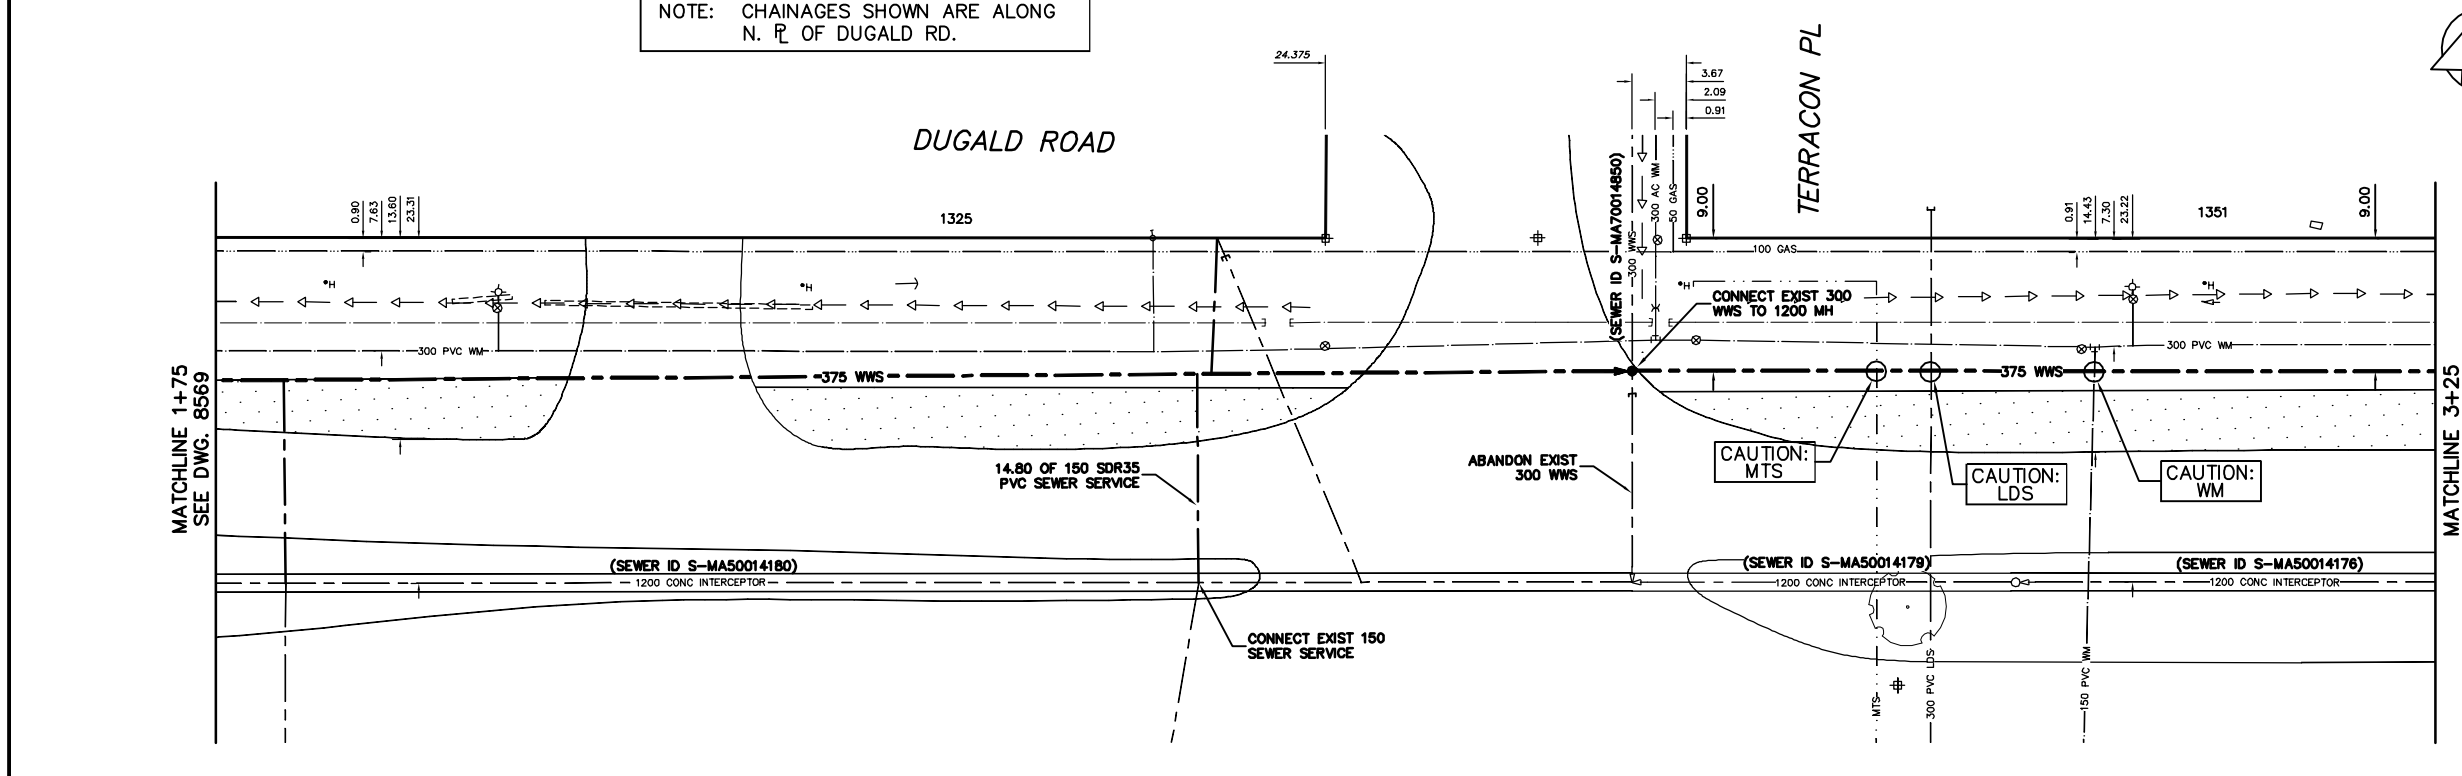 NOTE: CHAINAGES SHOWN ARE ALONG
N. ⅊ OF DUGALD RD.
24.375
3.67
2.09
0.91
TERRACON PL
DUGALD ROAD
0.90
7.63
13.60
23.31
1325
(SEWER ID S-MA70014850)
300 WWS
300 AC WM
50 GAS
9.00
100 GAS
0.91
14.43
7.30
23.22
1351
9.00
H
H
H
H
CONNECT EXIST 300
WWS TO 1200 MH
300 PVC WM
300 PVC WM
375 WWS
375 WWS
MATCHLINE 1+75
SEE DWG. 8569
MATCHLINE 3+25
14.80 OF 150 SDR35
PVC SEWER SERVICE
ABANDON EXIST
300 WWS
CAUTION:
MTS
CAUTION:
LDS
CAUTION:
WM
(SEWER ID S-MA50014180)
1200 CONC INTERCEPTOR
(SEWER ID S-MA50014179)
1200 CONC INTERCEPTOR
(SEWER ID S-MA50014176)
1200 CONC INTERCEPTOR
CONNECT EXIST 150
SEWER SERVICE
MTS
300 PVC LDS
150 PVC WM